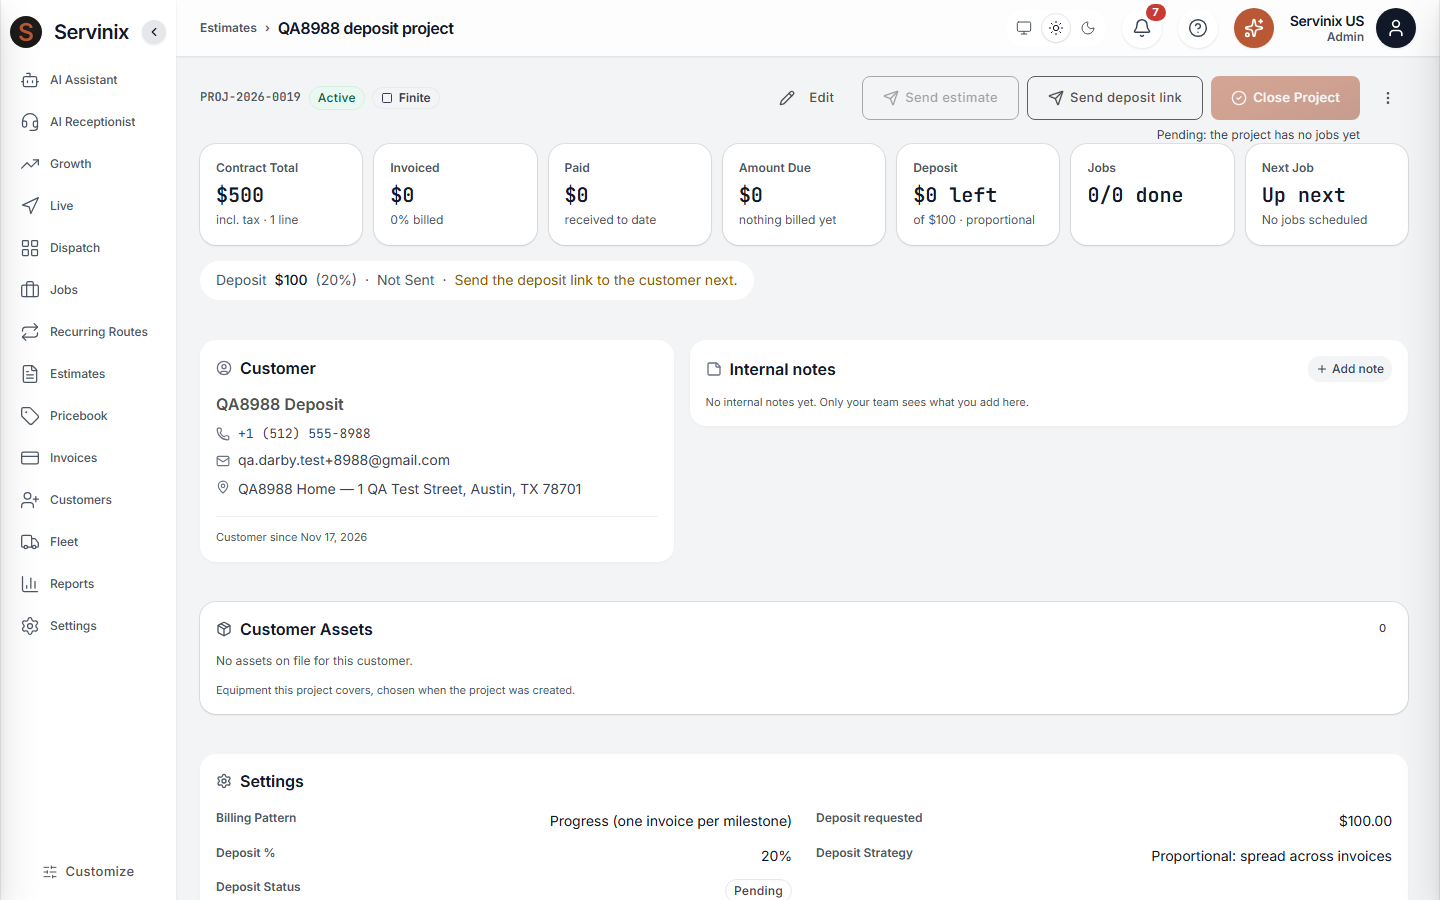 Servinix
Estimates › QA8988 deposit project
7
Servinix US
Admin
AI Assistant
AI Receptionist
Growth
Live
Dispatch
Jobs
Recurring Routes
Estimates
Pricebook
Invoices
Customers
Fleet
Reports
Settings
Customize
PROJ-2026-0019
Active
Finite
Edit
Send estimate
Send deposit link
Close Project
Pending: the project has no jobs yet
Contract Total
$500
incl. tax · 1 line
Invoiced
$0
0% billed
Paid
$0
received to date
Amount Due
$0
nothing billed yet
Deposit
$0 left
of $100 · proportional
Jobs
0/0 done
Next Job
Up next
No jobs scheduled
Deposit $100 (20%) · Not Sent · Send the deposit link to the customer next.
Customer
QA8988 Deposit
+1 (512) 555-8988
qa.darby.test+8988@gmail.com
QA8988 Home — 1 QA Test Street, Austin, TX 78701
Customer since Nov 17, 2026
Internal notes
+ Add note
No internal notes yet. Only your team sees what you add here.
Customer Assets
0
No assets on file for this customer.
Equipment this project covers, chosen when the project was created.
Settings
Billing Pattern
Progress (one invoice per milestone)
Deposit requested
$100.00
Deposit %
20%
Deposit Strategy
Proportional: spread across invoices
Deposit Status
Pending